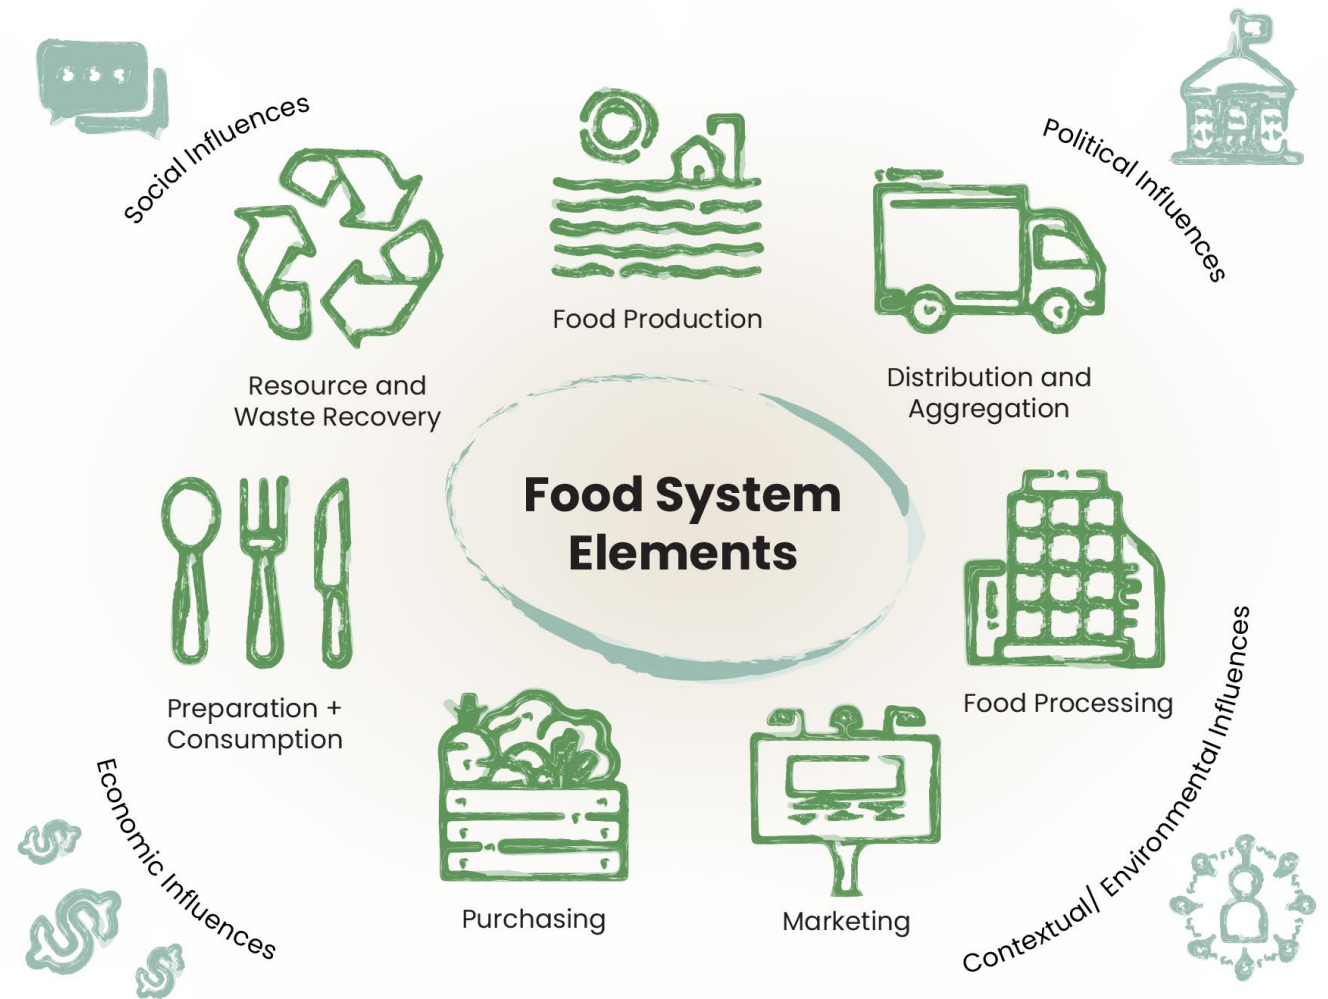 Social Influences
Political Influences
Food Production
Distribution and
Aggregation
Resource and
Waste Recovery
Food System
Elements
Food Processing
Preparation +
Consumption
Purchasing
Marketing
Economic Influences
Contextual/ Environmental Influences